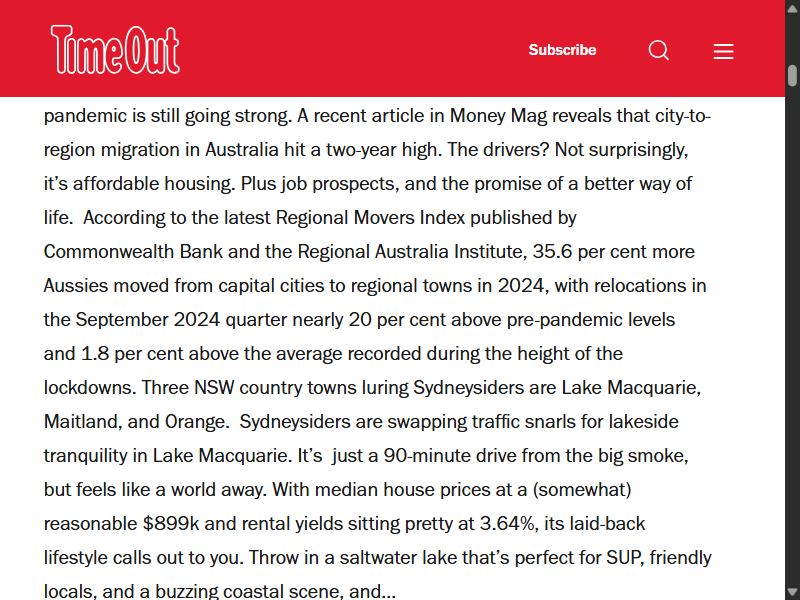 TimeOut
Subscribe
pandemic is still going strong. A recent article in Money Mag reveals that city-to-
region migration in Australia hit a two-year high. The drivers? Not surprisingly,
it’s affordable housing. Plus job prospects, and the promise of a better way of
life.  According to the latest Regional Movers Index published by
Commonwealth Bank and the Regional Australia Institute, 35.6 per cent more
Aussies moved from capital cities to regional towns in 2024, with relocations in
the September 2024 quarter nearly 20 per cent above pre-pandemic levels
and 1.8 per cent above the average recorded during the height of the
lockdowns. Three NSW country towns luring Sydneysiders are Lake Macquarie,
Maitland, and Orange.  Sydneysiders are swapping traffic snarls for lakeside
tranquility in Lake Macquarie. It’s  just a 90-minute drive from the big smoke,
but feels like a world away. With median house prices at a (somewhat)
reasonable $899k and rental yields sitting pretty at 3.64%, its laid-back
lifestyle calls out to you. Throw in a saltwater lake that’s perfect for SUP, friendly
locals, and a buzzing coastal scene, and...